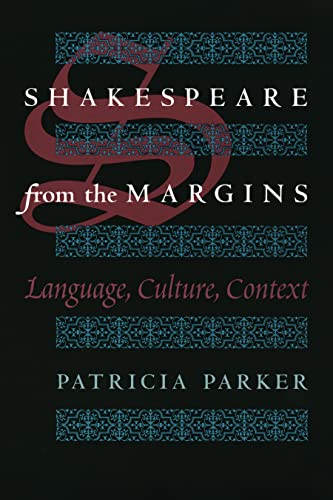 SHAKESPEARE
from the MARGINS
Language, Culture, Context
PATRICIA PARKER